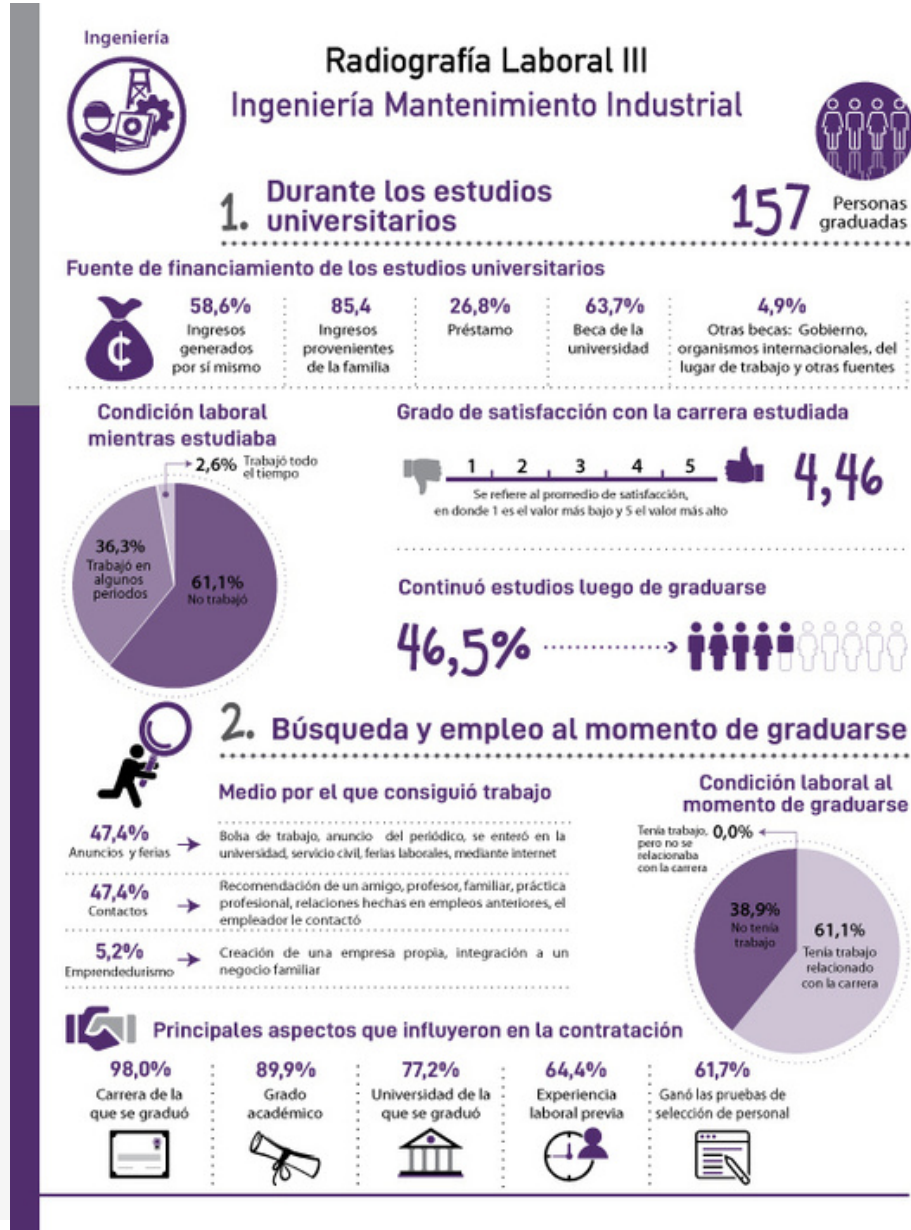 Ingeniería
Radiografía Laboral III
Ingeniería Mantenimiento Industrial
1. Durante los estudios
universitarios
157 Personas
graduadas
Fuente de financiamiento de los estudios universitarios
₡
58,6%
Ingresos
generados
por sí mismo
85,4
Ingresos
provenientes
de la familia
26,8%
Préstamo
63,7%
Beca de la
universidad
4,9%
Otras becas: Gobierno,
organismos internacionales, del
lugar de trabajo y otras fuentes
Condición laboral
mientras estudiaba
2,6% Trabajó todo
el tiempo
36,3%
Trabajó en
algunos
periodos
61,1%
No trabajó
Grado de satisfacción con la carrera estudiada
1 2 3 4 5
4,46
Se refiere al promedio de satisfacción,
en donde 1 es el valor más bajo y 5 el valor más alto
Continuó estudios luego de graduarse
46,5%
2. Búsqueda y empleo al momento de graduarse
Medio por el que consiguió trabajo
47,4%
Anuncios y ferias
Bolsa de trabajo, anuncio del periódico, se enteró en la
universidad, servicio civil, ferias laborales, mediante internet
47,4%
Contactos
Recomendación de un amigo, profesor, familiar, práctica
profesional, relaciones hechas en empleos anteriores, el
empleador le contactó
5,2%
Emprendedurismo
Creación de una empresa propia, integración a un
negocio familiar
Condición laboral al
momento de graduarse
Tenía trabajo, 0,0%
pero no se
relacionaba
con la carrera
38,9%
No tenía
trabajo
61,1%
Tenía trabajo
relacionado
con la carrera
Principales aspectos que influyeron en la contratación
98,0%
Carrera de la
que se graduó
89,9%
Grado
académico
77,2%
Universidad de la
que se graduó
64,4%
Experiencia
laboral previa
61,7%
Ganó las pruebas de
selección de personal